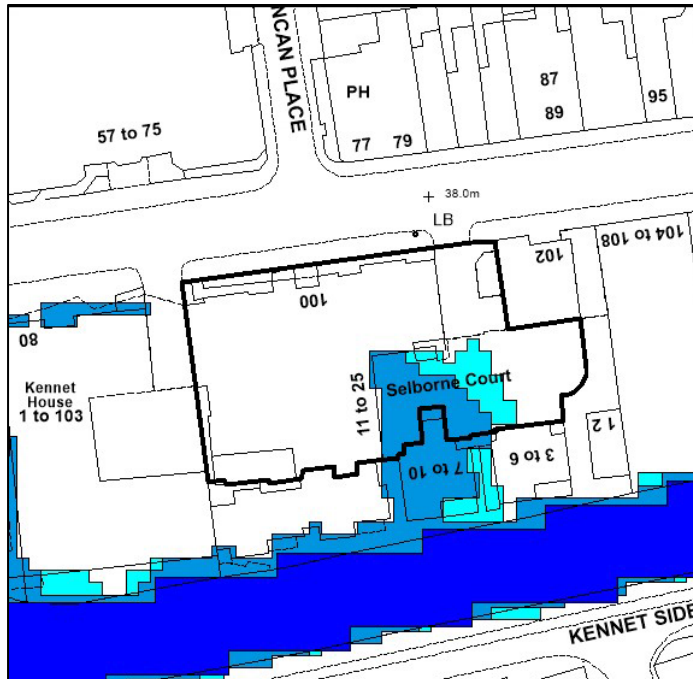 NCAN PLACE
PH
87
89
95
57 to 75
77
79
38.0m
LB
104 to 108
102
100
80
Kennet
House
1 to 103
11 to 25
Selborne Court
7 to 10
3 to 6
1 2
KENNET SIDE